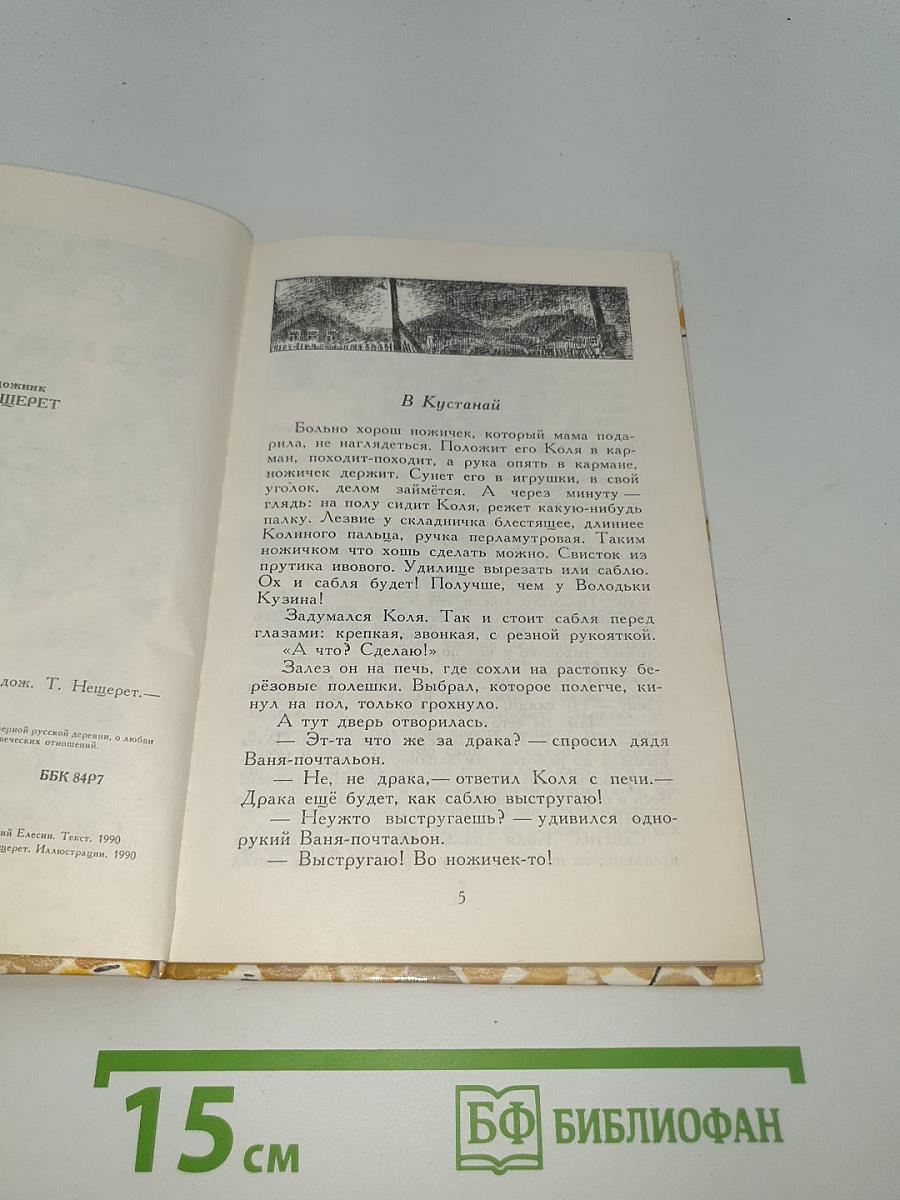 ЩЕРЕТ
дож. Т. Нещерет.—
русской деревни, о любви
отношений.
ББК 84Р7
Елесин. Текст. 1990
Иллюстрации. 1990
В Кустанай
Больно хорош ножичек, который мама пода-
рила, не наглядеться. Положит его Коля в кар-
ман, походит-походит, а рука опять в кармане,
ножичек держит. Сунет его в игрушки, в свой
уголок, делом займётся. А через минуту —
глядь: на полу сидит Коля, режет какую-нибудь
палку. Лезвие у складничка блестящее, длиннее
Колиного пальца, ручка перламутровая. Таким
ножичком что хошь сделать можно. Свисток из
прутика ивового. Удилище вырезать или саблю.
Ох и сабля будет! Получше, чем у Володьки
Кузина!
Задумался Коля. Так и стоит сабля перед
глазами: крепкая, звонкая, с резной рукояткой.
«А что? Сделаю!»
Залез он на печь, где сохли на растопку бе-
рёзовые полешки. Выбрал, которое полегче, ки-
нул на пол, только грохнуло.
А тут дверь отворилась.
— Эт-та что же за драка? — спросил дядя
Ваня-почтальон.
— Не, не драка,— ответил Коля с печи.—
Драка ещё будет, как саблю выстругаю!
— Неужто выстругаешь? — удивился одно-
рукий Ваня-почтальон.
— Выстругаю! Во ножичек-то!
5
15 см
БФ БИБЛИОФАН